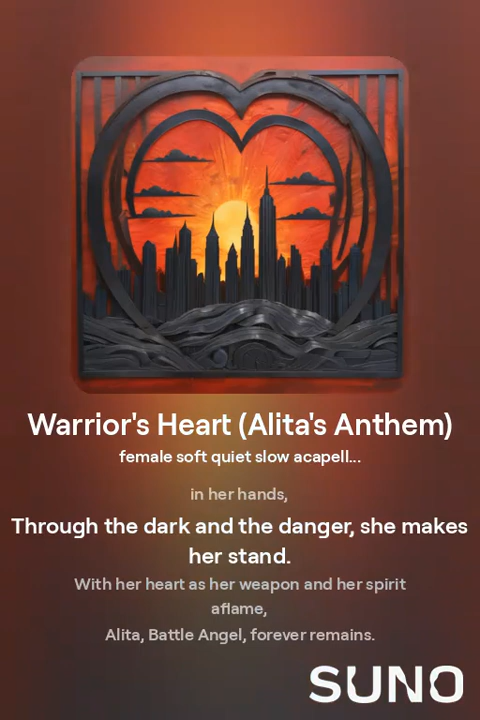 Warrior's Heart (Alita's Anthem)
female soft quiet slow acapell...
in her hands,
Through the dark and the danger, she makes
her stand.
With her heart as her weapon and her spirit
aflame,
Alita, Battle Angel, forever remains.
SUNO